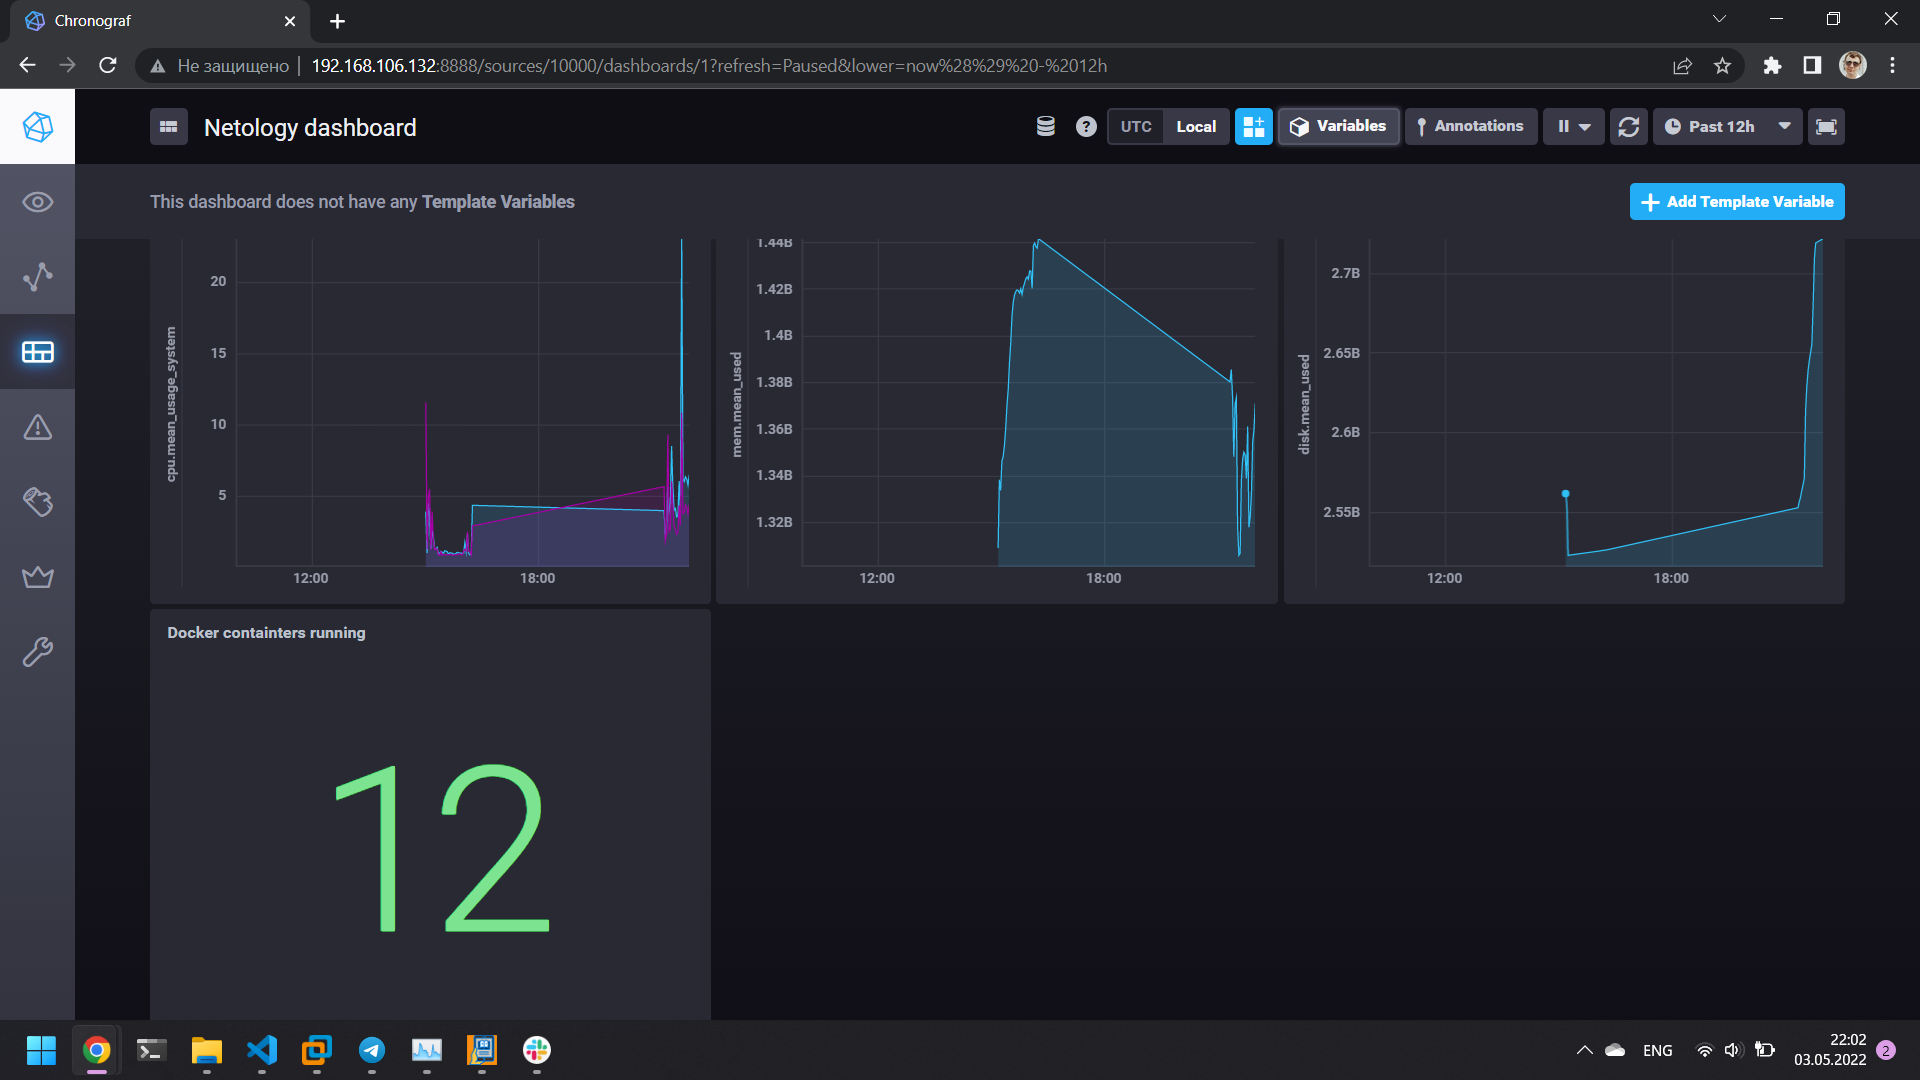 Chronograf
Не защищено 192.168.106.132:8888/sources/10000/dashboards/1?refresh=Paused&lower=now%28%29%20-%2012h
Netology dashboard
UTC Local Variables Annotations Past 12h
This dashboard does not have any Template Variables
Add Template Variable
cpu.mean_usage_system
20
15
10
5
12:00 18:00
mem.mean_used
1.44B
1.42B
1.4B
1.38B
1.36B
1.34B
1.32B
12:00 18:00
disk.mean_used
2.7B
2.65B
2.6B
2.55B
12:00 18:00
Docker containters running
12
ENG
22:02
03.05.2022
2